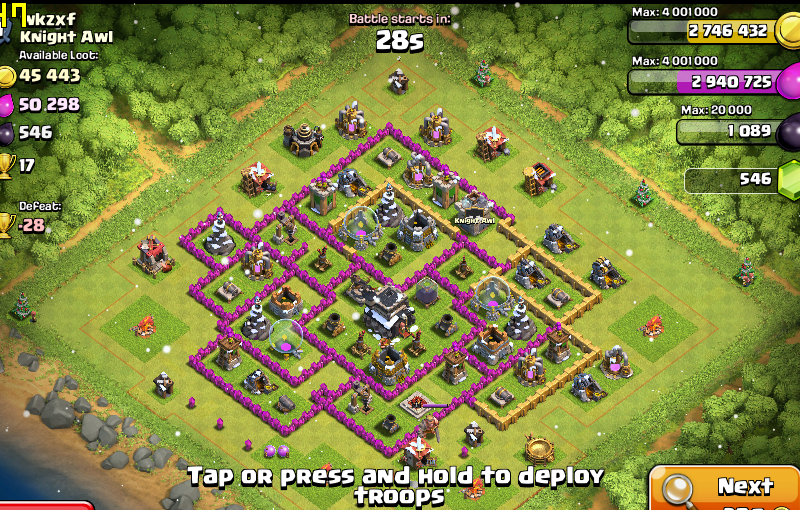 wkzxf
Knight Awl
Available Loot:
45 443
50 298
546
17
Defeat:
-28
Battle starts in:
28s
Max: 4 001 000
2 746 432
Max: 4 001 000
2 940 725
Max: 20 000
1 089
546
Knight Awl
Tap or press and hold to deploy
troops
Next